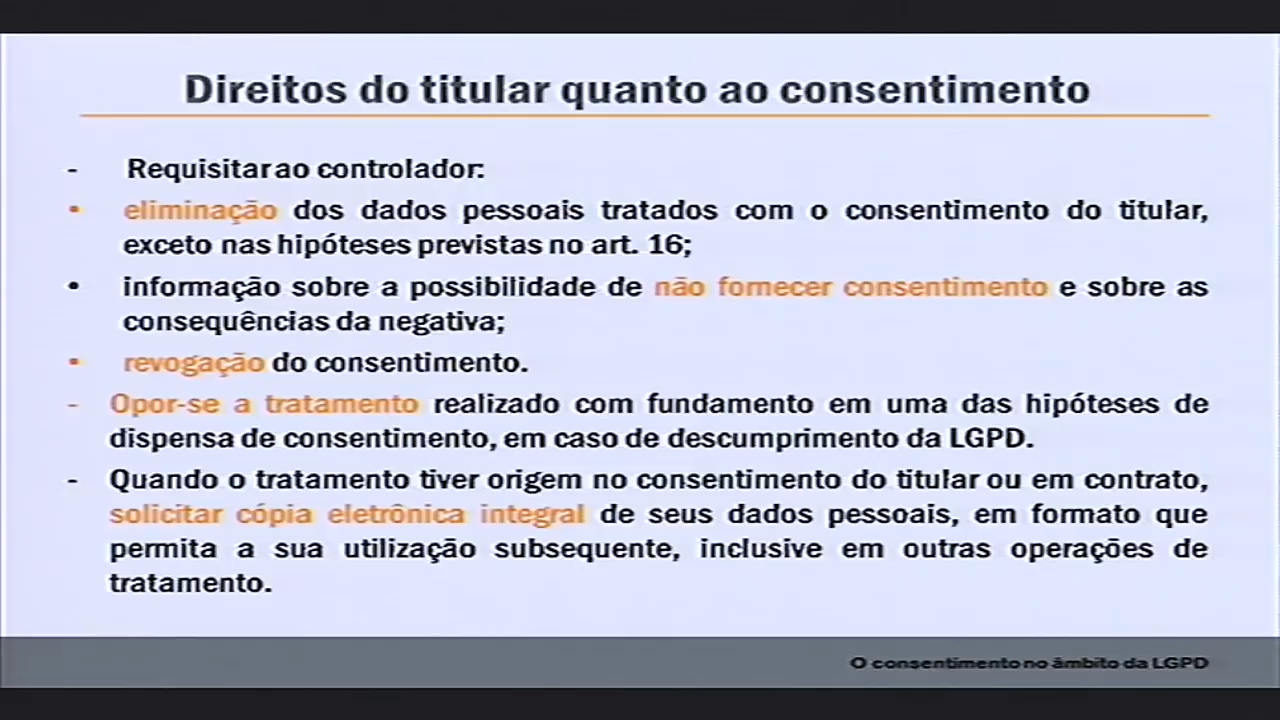 Direitos do titular quanto ao consentimento
- Requisitar ao controlador:
• eliminação dos dados pessoais tratados com o consentimento do titular,
exceto nas hipóteses previstas no art. 16;
• informação sobre a possibilidade de não fornecer consentimento e sobre as
consequências da negativa;
• revogação do consentimento.
- Opor-se a tratamento realizado com fundamento em uma das hipóteses de
dispensa de consentimento, em caso de descumprimento da LGPD.
- Quando o tratamento tiver origem no consentimento do titular ou em contrato,
solicitar cópia eletrônica integral de seus dados pessoais, em formato que
permita a sua utilização subsequente, inclusive em outras operações de
tratamento.
O consentimento no âmbito da LGPD